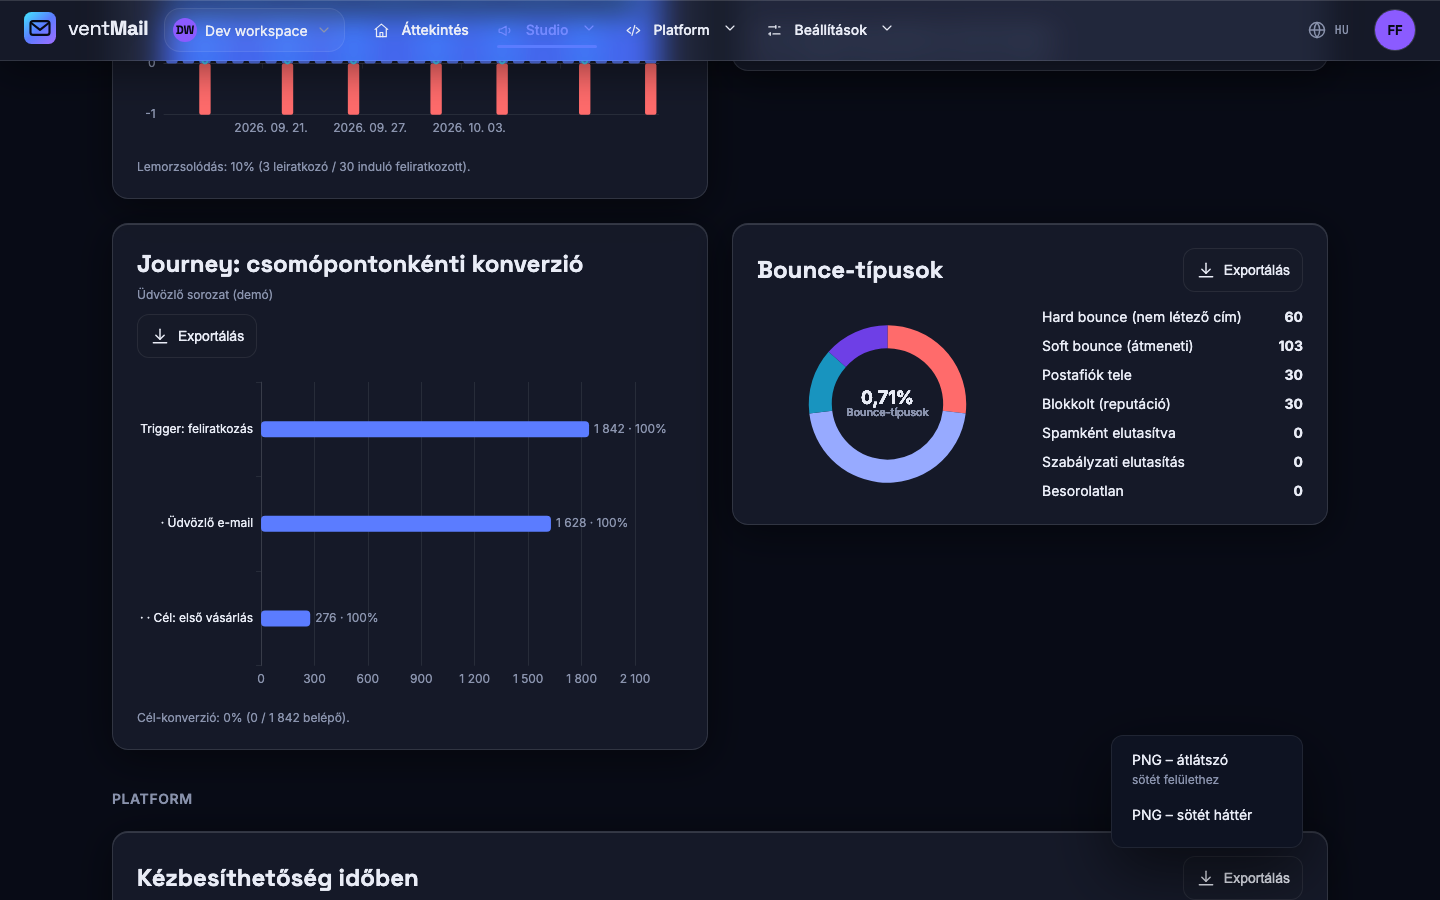 ventMail
DW Dev workspace
Áttekintés
Studio
Platform
Beállítások
HU
FF
0
-1
2026. 09. 21.
2026. 09. 27.
2026. 10. 03.
Lemorzsolódás: 10% (3 leiratkozó / 30 induló feliratkozott).
Journey: csomópontonkénti konverzió
Üdvözlő sorozat (demó)
Exportálás
Trigger: feliratkozás
1 842 · 100%
· Üdvözlő e-mail
1 628 · 100%
· · Cél: első vásárlás
276 · 100%
0
300
600
900
1 200
1 500
1 800
2 100
Cél-konverzió: 0% (0 / 1 842 belépő).
Bounce-típusok
Exportálás
0,71%
Bounce-típusok
Hard bounce (nem létező cím) 60
Soft bounce (átmeneti) 103
Postafiók tele 30
Blokkolt (reputáció) 30
Spamként elutasítva 0
Szabályzati elutasítás 0
Besorolatlan 0
PNG – átlátszó
sötét felülethez
PNG – sötét háttér
PLATFORM
Kézbesíthetőség időben
Exportálás